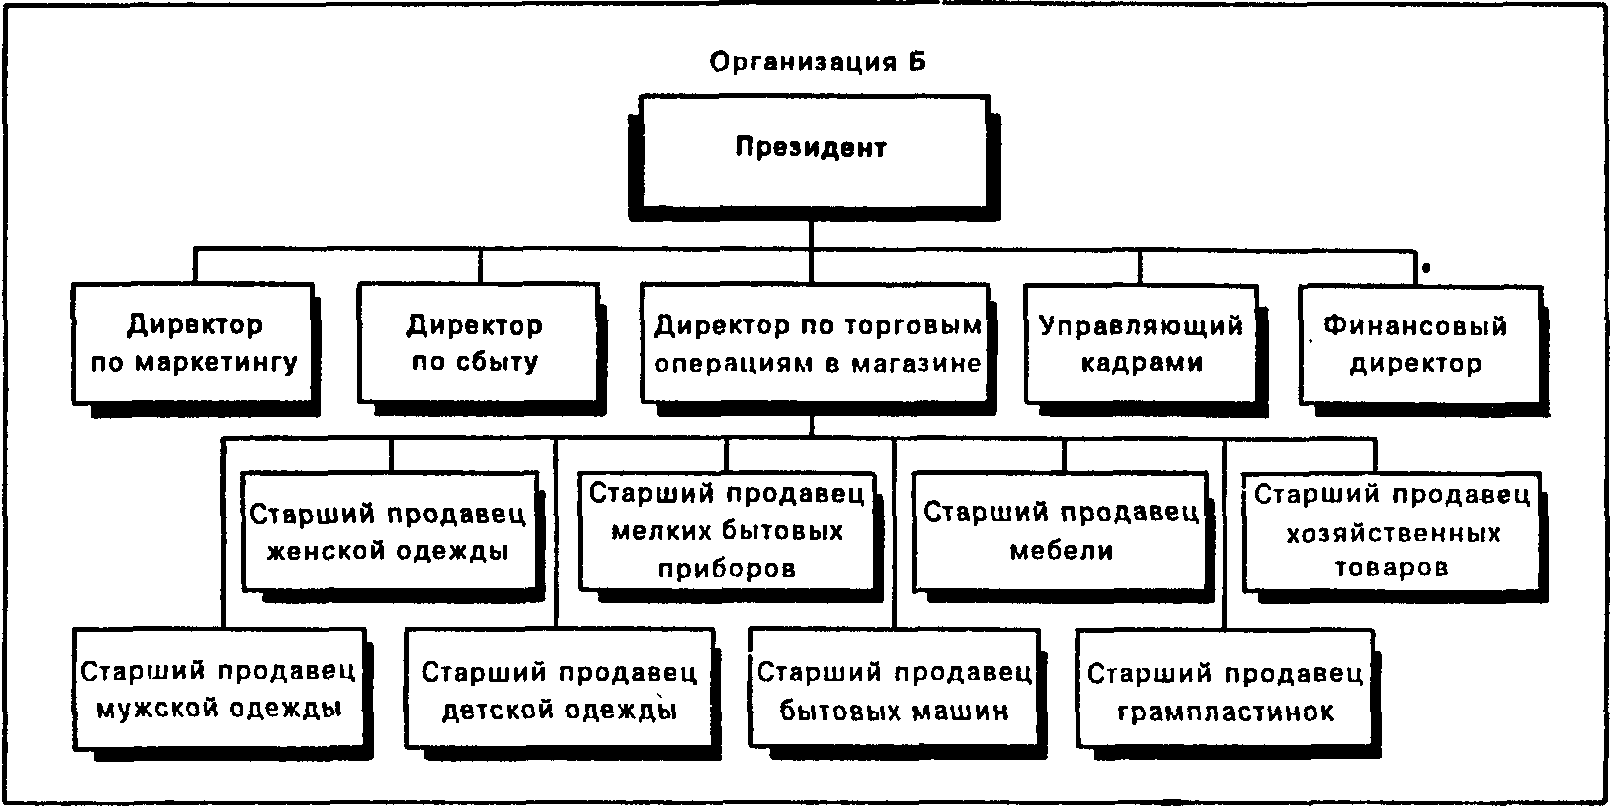 Организация Б
Президент
Директор
по маркетингу
Директор
по сбыту
Директор по торговым
операциям в магазине
Управляющий
кадрами
Финансовый
директор
Старший продавец
женской одежды
Старший продавец
мелких бытовых
приборов
Старший продавец
мебели
Старший продавец
хозяйственных
товаров
Старший продавец
мужской одежды
Старший продавец
детской одежды
Старший продавец
бытовых машин
Старший продавец
грампластинок